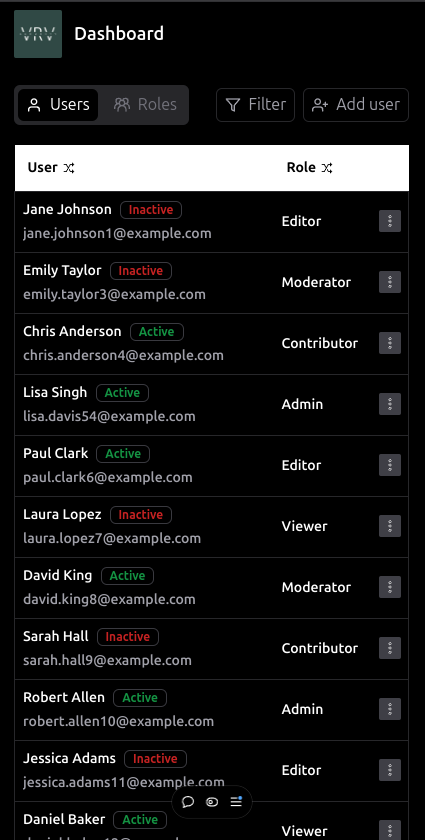 VRV
Dashboard
Users
Roles
Filter
Add user
User
Role
Jane Johnson Inactive
jane.johnson1@example.com
Editor
Emily Taylor Inactive
emily.taylor3@example.com
Moderator
Chris Anderson Active
chris.anderson4@example.com
Contributor
Lisa Singh Active
lisa.davis54@example.com
Admin
Paul Clark Active
paul.clark6@example.com
Editor
Laura Lopez Inactive
laura.lopez7@example.com
Viewer
David King Active
david.king8@example.com
Moderator
Sarah Hall Inactive
sarah.hall9@example.com
Contributor
Robert Allen Active
robert.allen10@example.com
Admin
Jessica Adams Inactive
jessica.adams11@example.com
Editor
Daniel Baker Active
Viewer